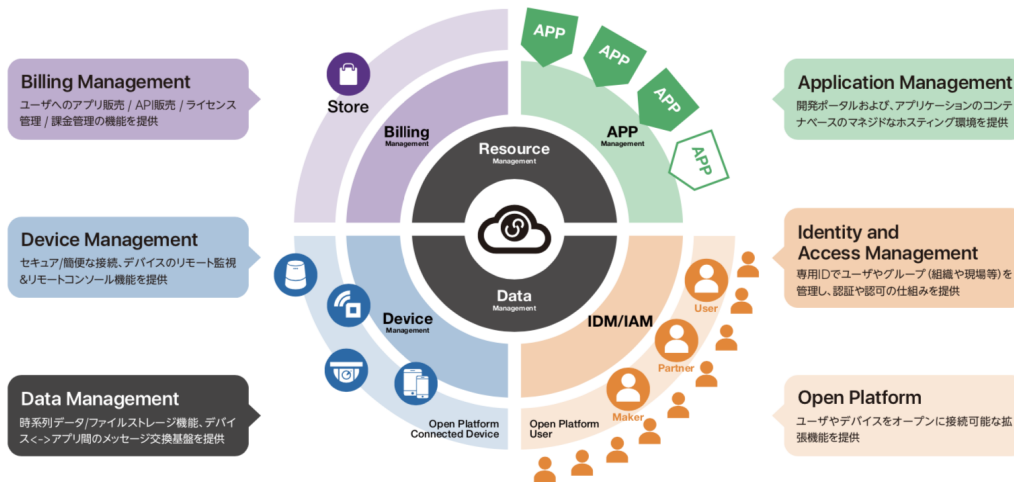 Billing Management
ユーザへのアプリ販売 / API販売 / ライセンス
管理 / 課金管理の機能を提供
Device Management
セキュア/簡便な接続、デバイスのリモート監視
&リモートコンソール機能を提供
Data Management
時系列データ/ファイルストレージ機能、デバイ
ス<->アプリ間のメッセージ交換基盤を提供
Store
Billing
Management
APP
APP
APP
APP
APP
Management
Resource
Management
Data
Management
Device
Management
IDM/IAM
User
Partner
Maker
Open Platform
Connected Device
Open Platform
User
Application Management
開発ポータルおよび、アプリケーションのコンテ
ナベースのマネジドなホスティング環境を提供
Identity and
Access Management
専用IDでユーザやグループ（組織や現場等）を
管理し、認証や認可の仕組みを提供
Open Platform
ユーザやデバイスをオープンに接続可能な拡
張機能を提供